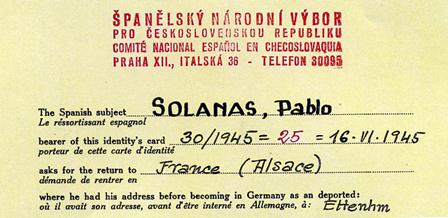 ŠPANĚLSKÝ NÁRODNÍ VÝBOR
PRO ČESKOSLOVENSKOU REPUBLIKU
COMITÉ NACIONAL ESPAÑOL EN CHECOSLOVAQUIA
PRAHA XII., ITALSKÁ 36 - TELEFON 30095
The Spanish subject SOLANAS, Pablo
Le réssortissant espagnol
bearer of this identity's card 30/1945 = 25 = 16-VI-1945
porteur de cette carte d'identité
asks for the return to France (Alsace)
démande de rentrer en
where he had his address before becoming in Germany as an deported:
où il avait son adresse, avant d'être interné en Allemagne, à: Ettenhm